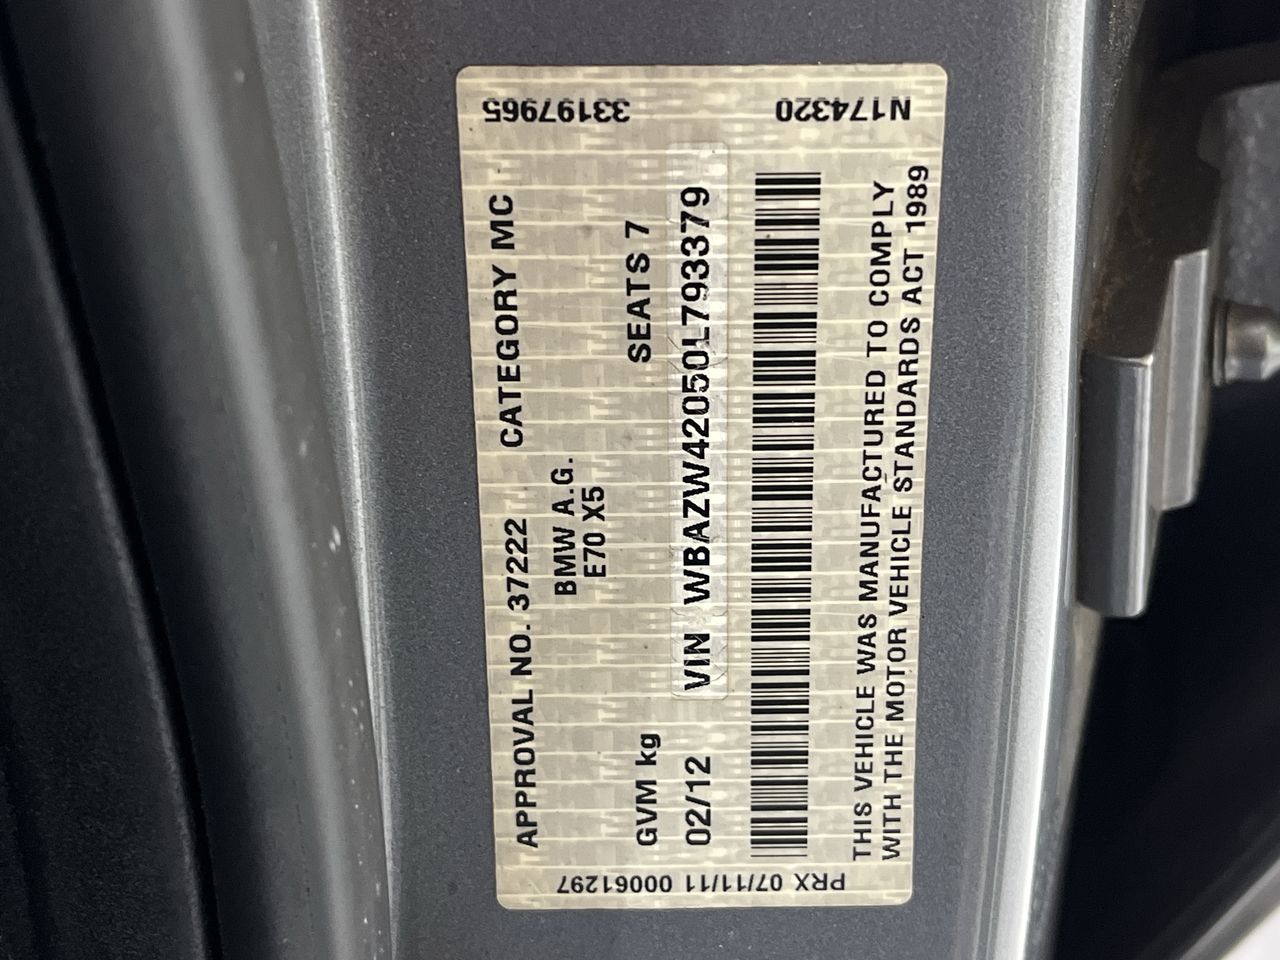 33197965
N174320
APPROVAL NO. 37222 CATEGORY MC
BMW A.G.
E70 X5
GVM kg SEATS 7
02/12 VIN WBAZW42050L793379
THIS VEHICLE WAS MANUFACTURED TO COMPLY
WITH THE MOTOR VEHICLE STANDARDS ACT 1989
PRX 07/11/11 00061297